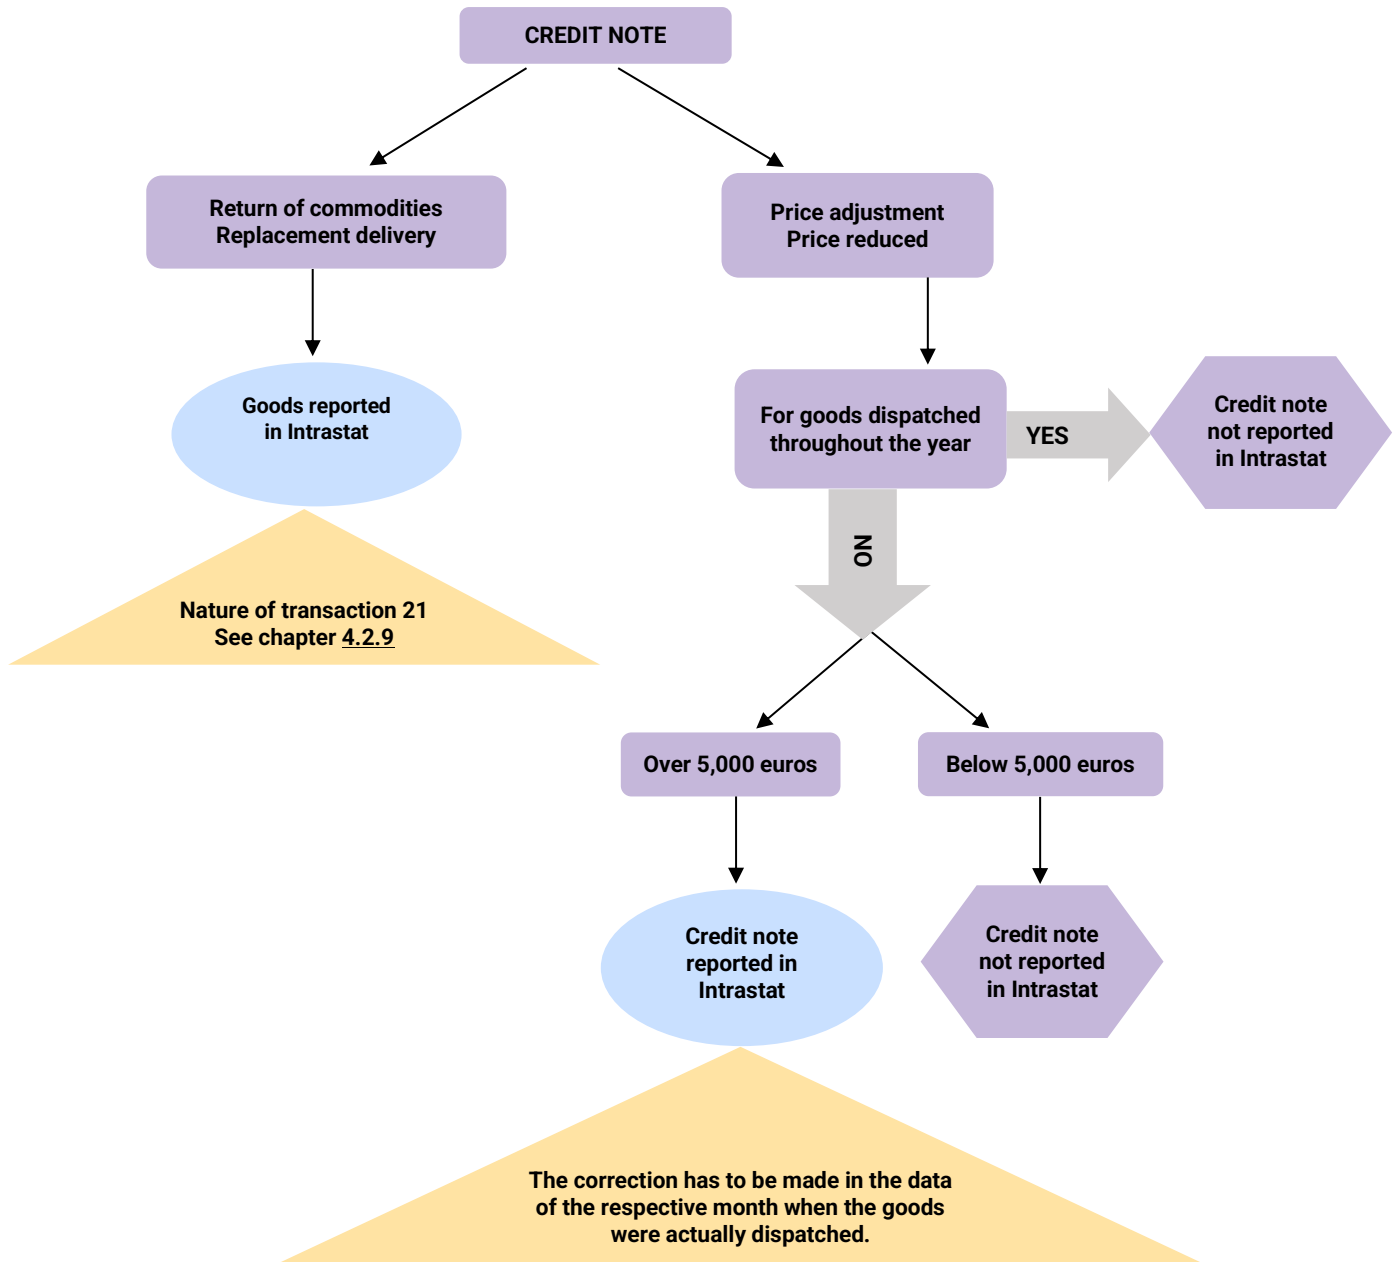 CREDIT NOTE
Return of commodities
Replacement delivery
Price adjustment
Price reduced
Goods reported
in Intrastat
For goods dispatched
throughout the year
YES
Credit note
not reported
in Intrastat
NO
Nature of transaction 21
See chapter 4.2.9
Over 5,000 euros
Below 5,000 euros
Credit note
reported in
Intrastat
Credit note
not reported
in Intrastat
The correction has to be made in the data
of the respective month when the goods
were actually dispatched.